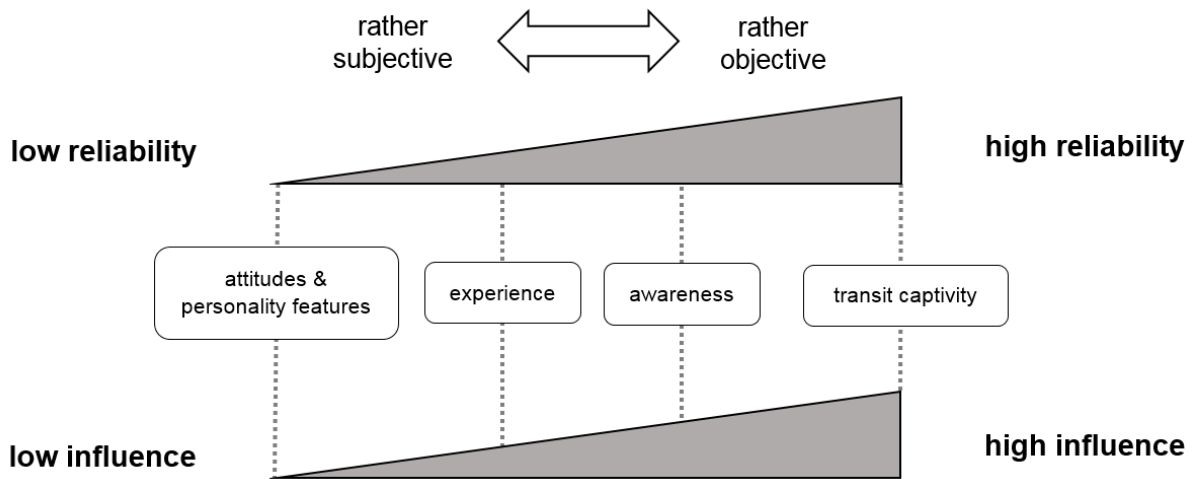 rather
subjective
rather
objective
low reliability
high reliability
attitudes &
personality features
experience
awareness
transit captivity
low influence
high influence